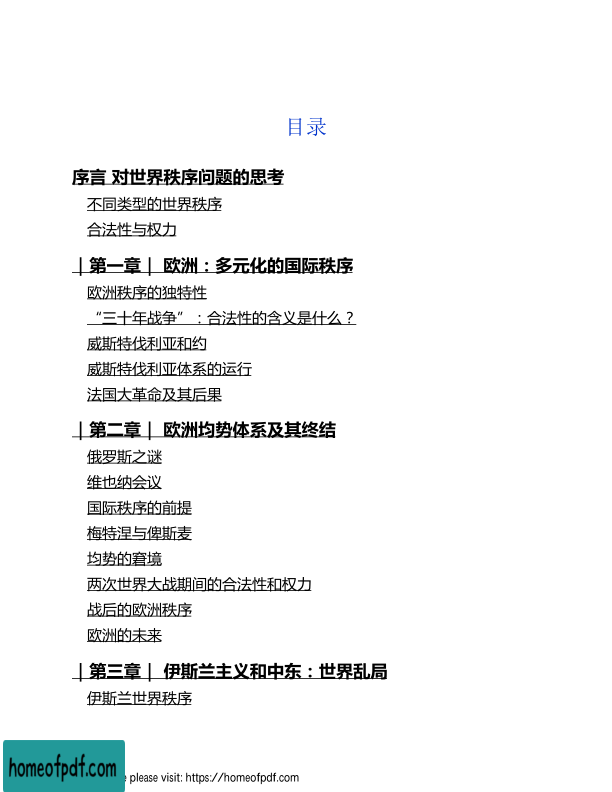 目录
序言 对世界秩序问题的思考
不同类型的世界秩序
合法性与权力
｜第一章｜ 欧洲：多元化的国际秩序
欧洲秩序的独特性
“三十年战争”：合法性的含义是什么？
威斯特伐利亚和约
威斯特伐利亚体系的运行
法国大革命及其后果
｜第二章｜ 欧洲均势体系及其终结
俄罗斯之谜
维也纳会议
国际秩序的前提
梅特涅与俾斯麦
均势的窘境
两次世界大战期间的合法性和权力
战后的欧洲秩序
欧洲的未来
｜第三章｜ 伊斯兰主义和中东：世界乱局
伊斯兰世界秩序
homeofpdf.com
please visit: https://homeofpdf.com